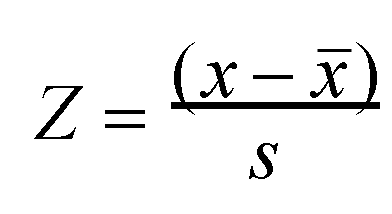 Z = (x − x̄) / s